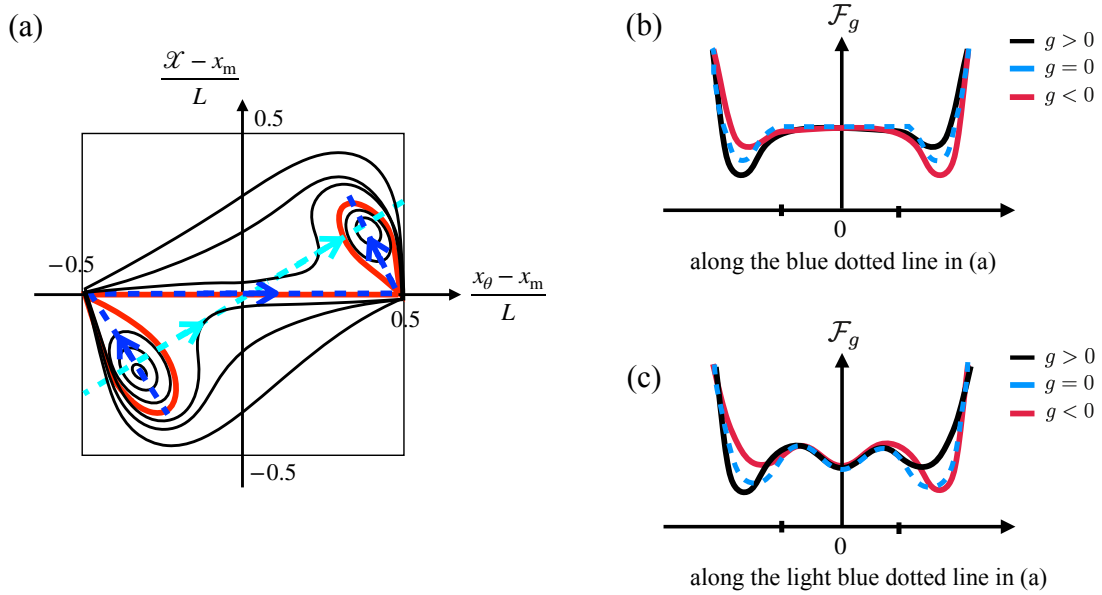 (a)
𝒳 − x_m
L
0.5
−0.5
x_θ − x_m
L
0.5
−0.5
(b)
ℱ_g
g > 0
g = 0
g < 0
0
along the blue dotted line in (a)
(c)
ℱ_g
g > 0
g = 0
g < 0
0
along the light blue dotted line in (a)